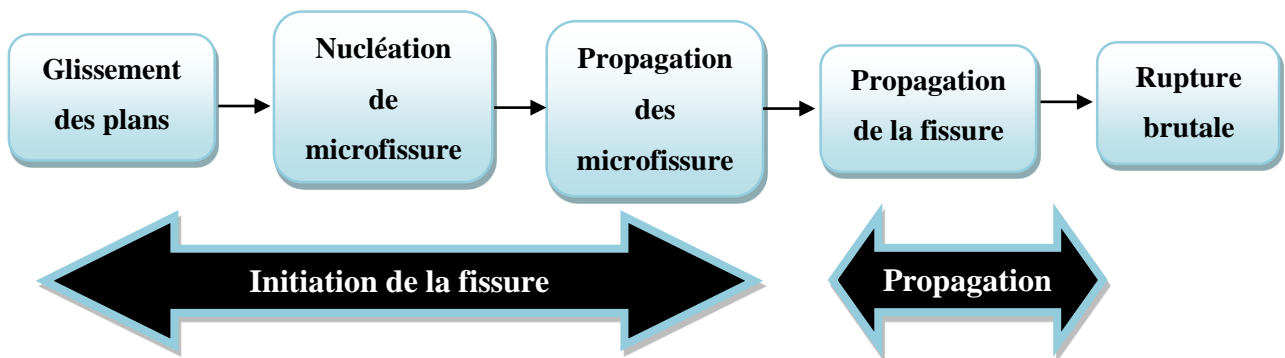 Glissement
des plans
Nucléation
de
microfissure
Propagation
des
microfissure
Propagation
de la fissure
Rupture
brutale
Initiation de la fissure
Propagation